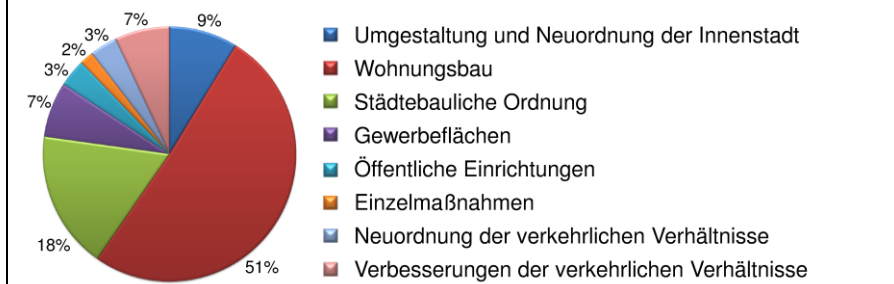 7%
9%
3%
2%
3%
7%
18%
51%
Umgestaltung und Neuordnung der Innenstadt
Wohnungsbau
Städtebauliche Ordnung
Gewerbeflächen
Öffentliche Einrichtungen
Einzelmaßnahmen
Neuordnung der verkehrlichen Verhältnisse
Verbesserungen der verkehrlichen Verhältnisse